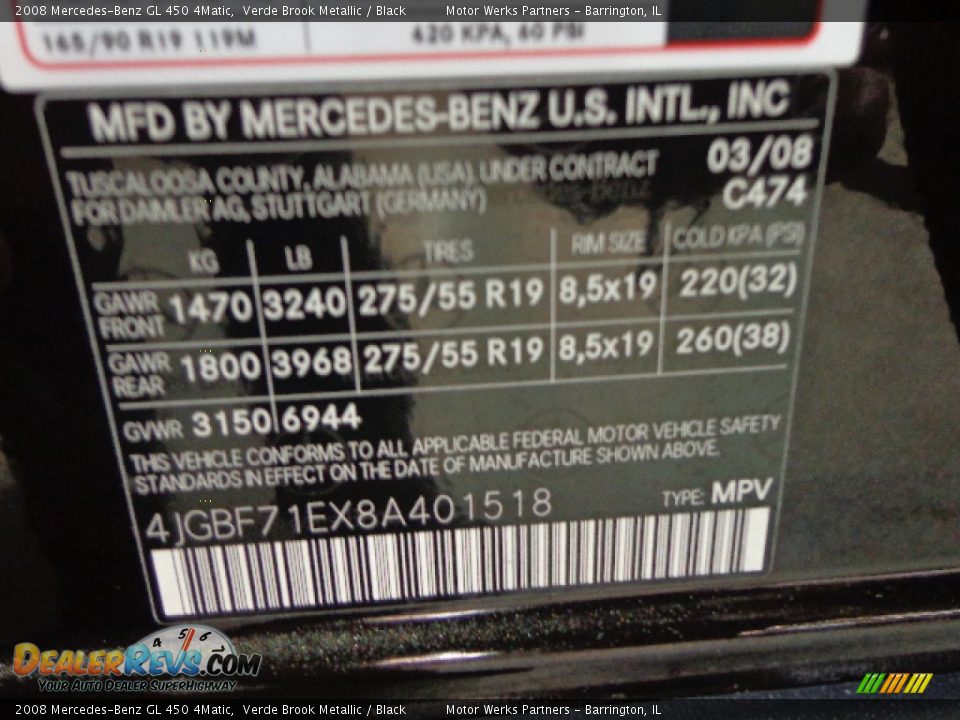 2008 Mercedes-Benz GL 450 4Matic, Verde Brook Metallic / Black Motor Werks Partners - Barrington, IL
165/90 R19 119M 420 KPA, 60 PSI
MFD BY MERCEDES-BENZ U.S. INTL., INC
TUSCALOOSA COUNTY, ALABAMA (USA) UNDER CONTRACT 03/08
FOR DAIMLER AG, STUTTGART (GERMANY) C474
KG LB TIRES RIM SIZE COLD KPA (PSI)
GAWR FRONT 1470 3240 275/55 R19 8,5x19 220(32)
GAWR REAR 1800 3968 275/55 R19 8,5x19 260(38)
GVWR 3150 6944
THIS VEHICLE CONFORMS TO ALL APPLICABLE FEDERAL MOTOR VEHICLE SAFETY
STANDARDS IN EFFECT ON THE DATE OF MANUFACTURE SHOWN ABOVE.
4JGBF71EX8A401518 TYPE: MPV
4 5 6
DEALERREVS.COM
YOUR AUTO DEALER SUPERHIGHWAY
2008 Mercedes-Benz GL 450 4Matic, Verde Brook Metallic / Black Motor Werks Partners - Barrington, IL